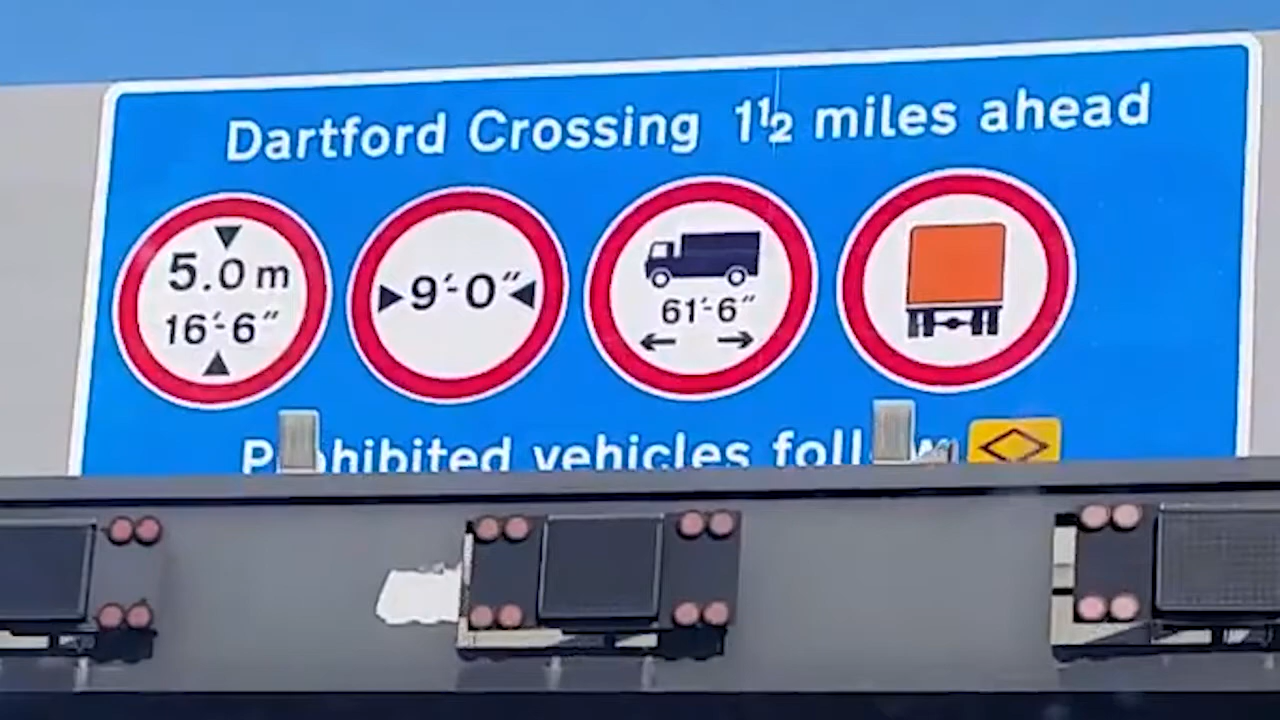 Dartford Crossing 1½ miles ahead
5.0 m
16'-6"
9'-0"
61'-6"
vehicles